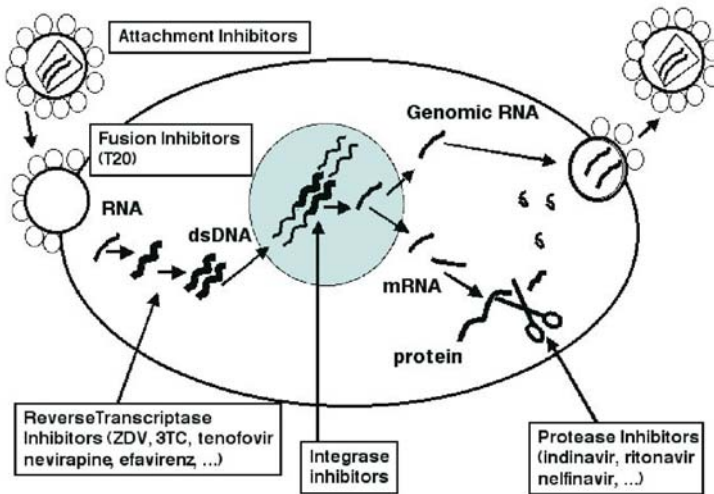 Attachment Inhibitors
Fusion Inhibitors
(T20)
Genomic RNA
RNA
dsDNA
mRNA
protein
ReverseTranscriptase
Inhibitors (ZDV, 3TC, tenofovir
nevirapine, efavirenz, ...)
Integrase
inhibitors
Protease Inhibitors
(indinavir, ritonavir
nelfinavir, ...)